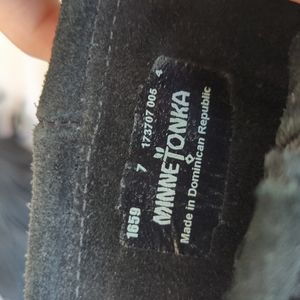 1659 7 173707 005 4
MINNETONKA
Made in Dominican Republic